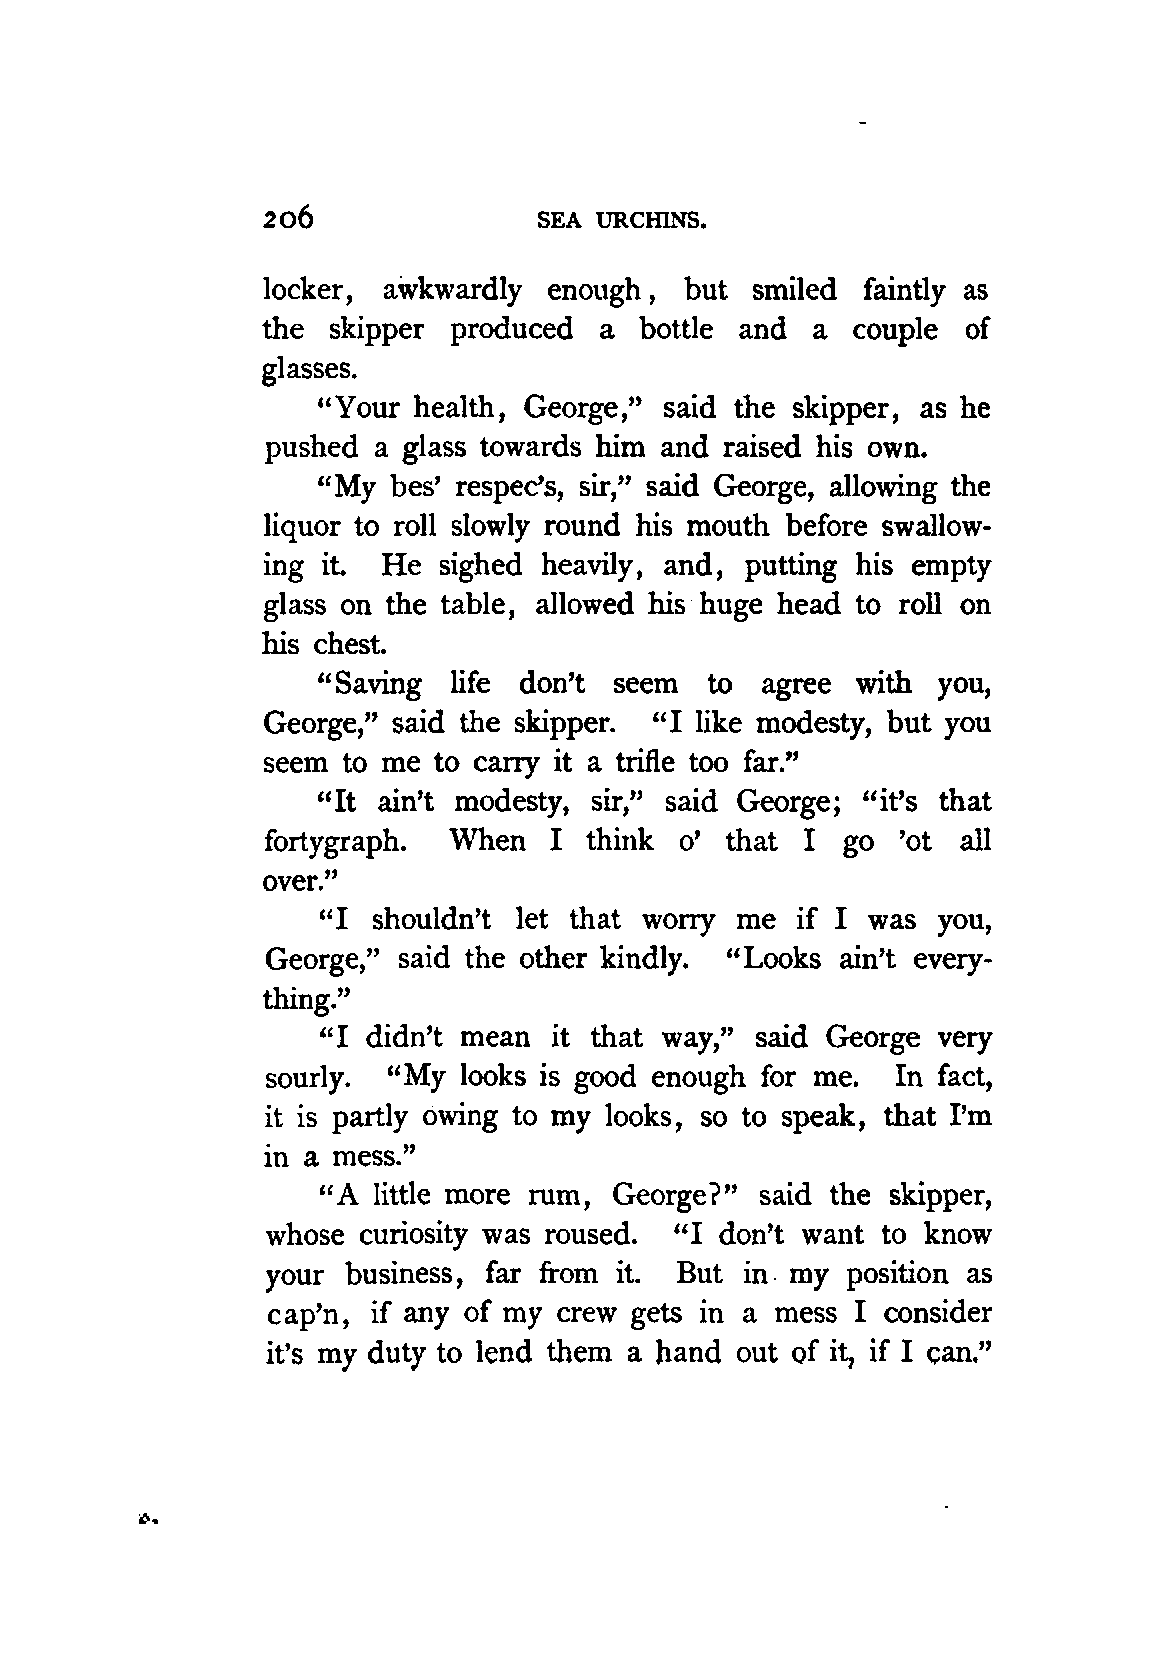 206 SEA URCHINS.
locker, awkwardly enough, but smiled faintly as
the skipper produced a bottle and a couple of
glasses.
“Your health, George,” said the skipper, as he
pushed a glass towards him and raised his own.
“My bes’ respec’s, sir,” said George, allowing the
liquor to roll slowly round his mouth before swallow-
ing it. He sighed heavily, and, putting his empty
glass on the table, allowed his huge head to roll on
his chest.
“Saving life don’t seem to agree with you,
George,” said the skipper. “I like modesty, but you
seem to me to carry it a trifle too far.”
“It ain’t modesty, sir,” said George; “it’s that
fortygraph. When I think o’ that I go ’ot all
over.”
“I shouldn’t let that worry me if I was you,
George,” said the other kindly. “Looks ain’t every-
thing.”
“I didn’t mean it that way,” said George very
sourly. “My looks is good enough for me. In fact,
it is partly owing to my looks, so to speak, that I’m
in a mess.”
“A little more rum, George?” said the skipper,
whose curiosity was roused. “I don’t want to know
your business, far from it. But in my position as
cap’n, if any of my crew gets in a mess I consider
it’s my duty to lend them a hand out of it, if I can.”